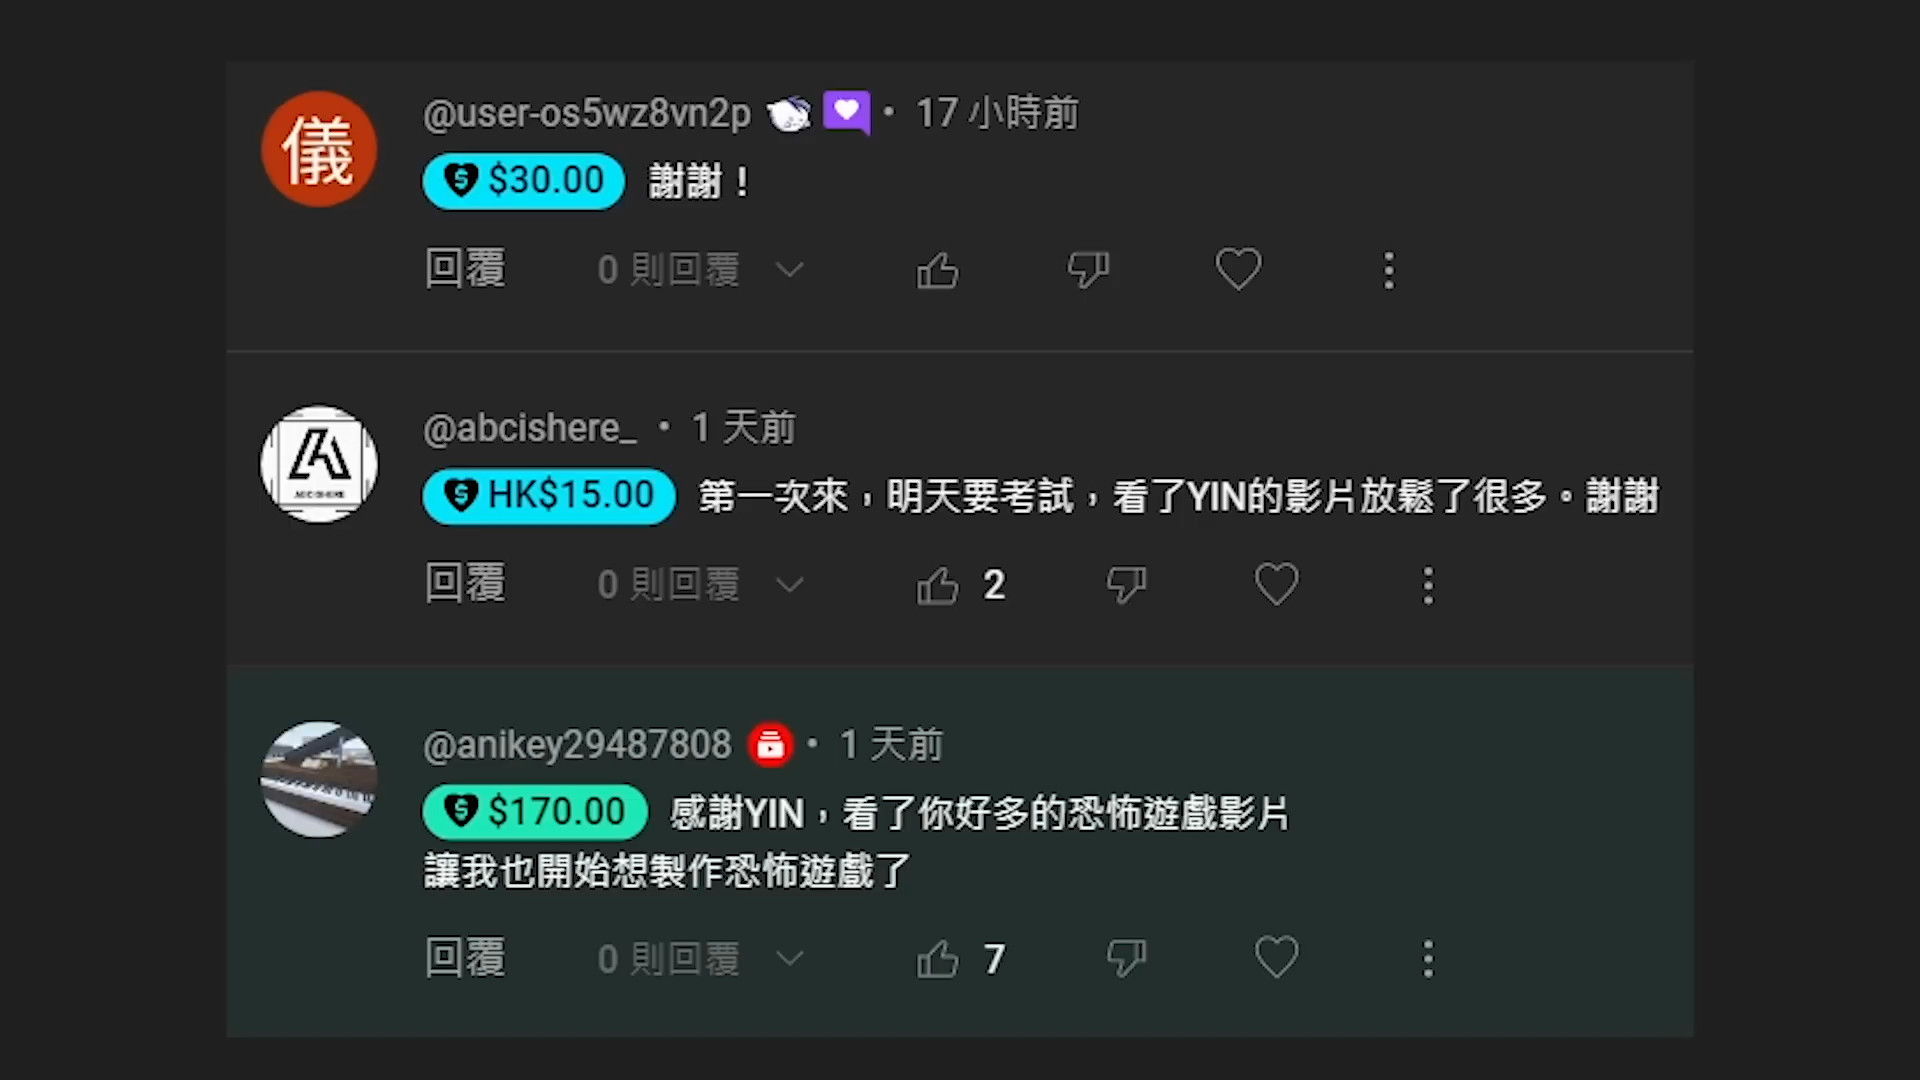 儀
@user-os5wz8vn2p • 17 小時前
$30.00 謝謝！
回覆 0 則回覆
@abcishere_ • 1 天前
HK$15.00 第一次來，明天要考試，看了YIN的影片放鬆了很多。謝謝
回覆 0 則回覆 2
@anikey29487808 • 1 天前
$170.00 感謝YIN，看了你好多的恐怖遊戲影片
讓我也開始想製作恐怖遊戲了
回覆 0 則回覆 7